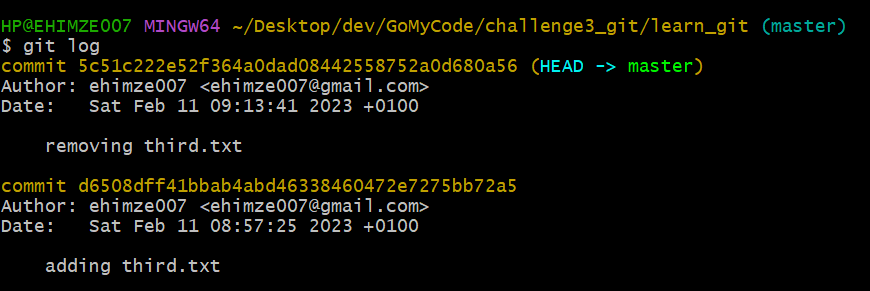 HP@EHIMZE007 MINGW64 ~/Desktop/dev/GoMyCode/challenge3_git/learn_git (master)
$ git log
commit 5c51c222e52f364a0dad08442558752a0d680a56 (HEAD -> master)
Author: ehimze007 <ehimze007@gmail.com>
Date:   Sat Feb 11 09:13:41 2023 +0100
    removing third.txt
commit d6508dff41bbab4abd46338460472e7275bb72a5
Author: ehimze007 <ehimze007@gmail.com>
Date:   Sat Feb 11 08:57:25 2023 +0100
    adding third.txt